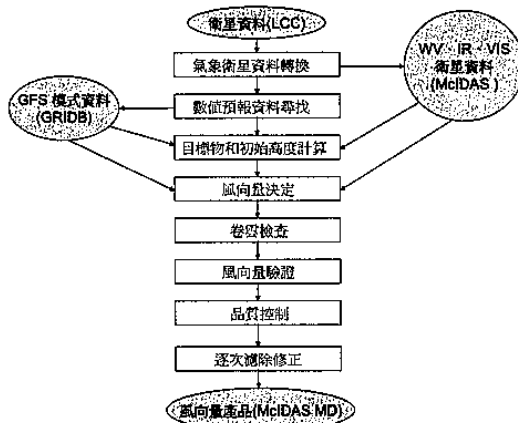 衛星資料(LCC)
氣象衛星資料轉換
WV、IR、VIS
衛星資料
(McIDAS)
GFS 模式資料
(GRIDB)
數值預報資料尋找
目標物和初始高度計算
風向量決定
卷雲檢查
風向量驗證
品質控制
逐次濾除修正
風向量產品(McIDAS MD)